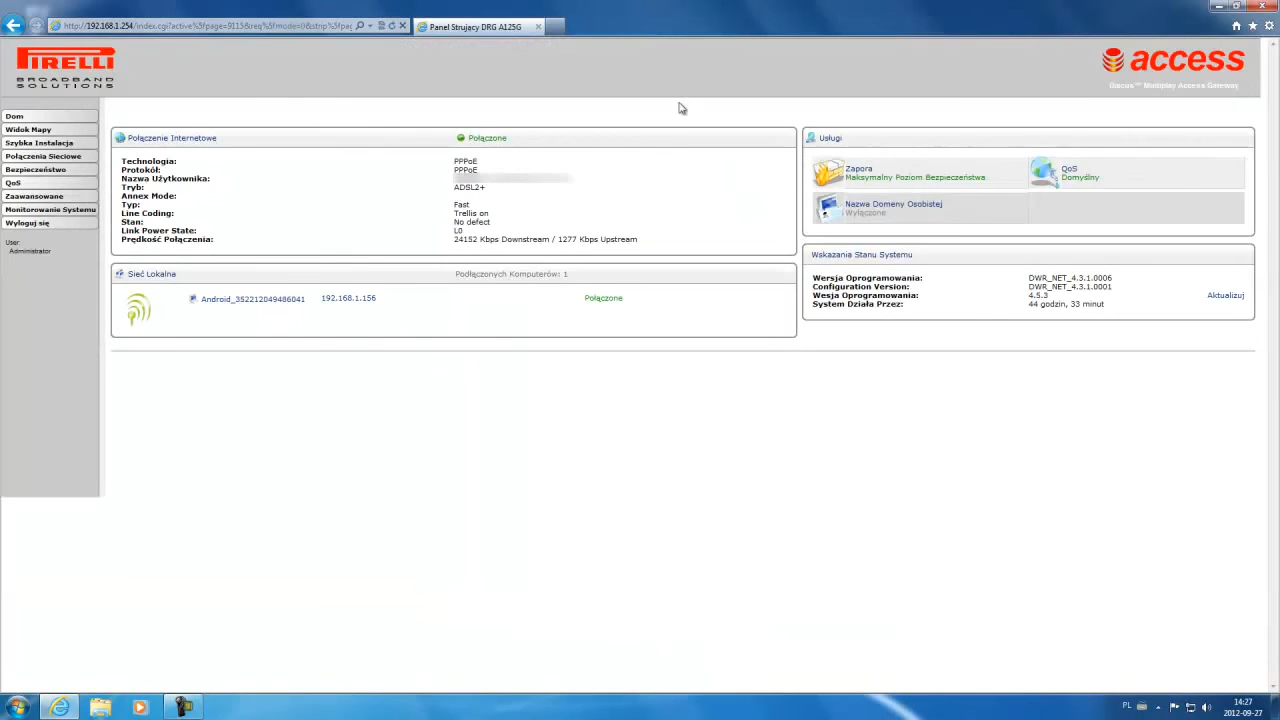 http://192.168.1.254/index.cgi?active%5fpage=9113&req%5fmode=0&strip%5fpag
Panel Strujący DRG A125G
PIRELLI
BROADBAND
SOLUTIONS
access
Discus™ Multiplay Access Gateway
Dom
Widok Mapy
Szybka Instalacja
Połączenia Sieciowe
Bezpieczeństwo
QoS
Zaawansowane
Monitorowanie Systemu
Wyloguj się
User:
Administrator
Połączenie Internetowe Połączone
Technologia: PPPoE
Protokół: PPPoE
Nazwa Użytkownika:
Tryb: ADSL2+
Annex Mode:
Typ: Fast
Line Coding: Trellis on
Stan: No defect
Link Power State: L0
Prędkość Połączenia: 24152 Kbps Downstream / 1277 Kbps Upstream
Sieć Lokalna Podłączonych Komputerów: 1
Android_352212049486041 192.168.1.156 Połączone
Usługi
Zapora
Maksymalny Poziom Bezpieczeństwa
QoS
Domyślny
Nazwa Domeny Osobistej
Wyłączone
Wskazania Stanu Systemu
Wersja Oprogramowania: DWR_NET_4.3.1.0006
Configuration Version: DWR_NET_4.3.1.0001
Wesja Oprogramowania: 4.5.3 Aktualizuj
System Działa Przez: 44 godzin, 33 minut
PL
14:27
2012-09-27